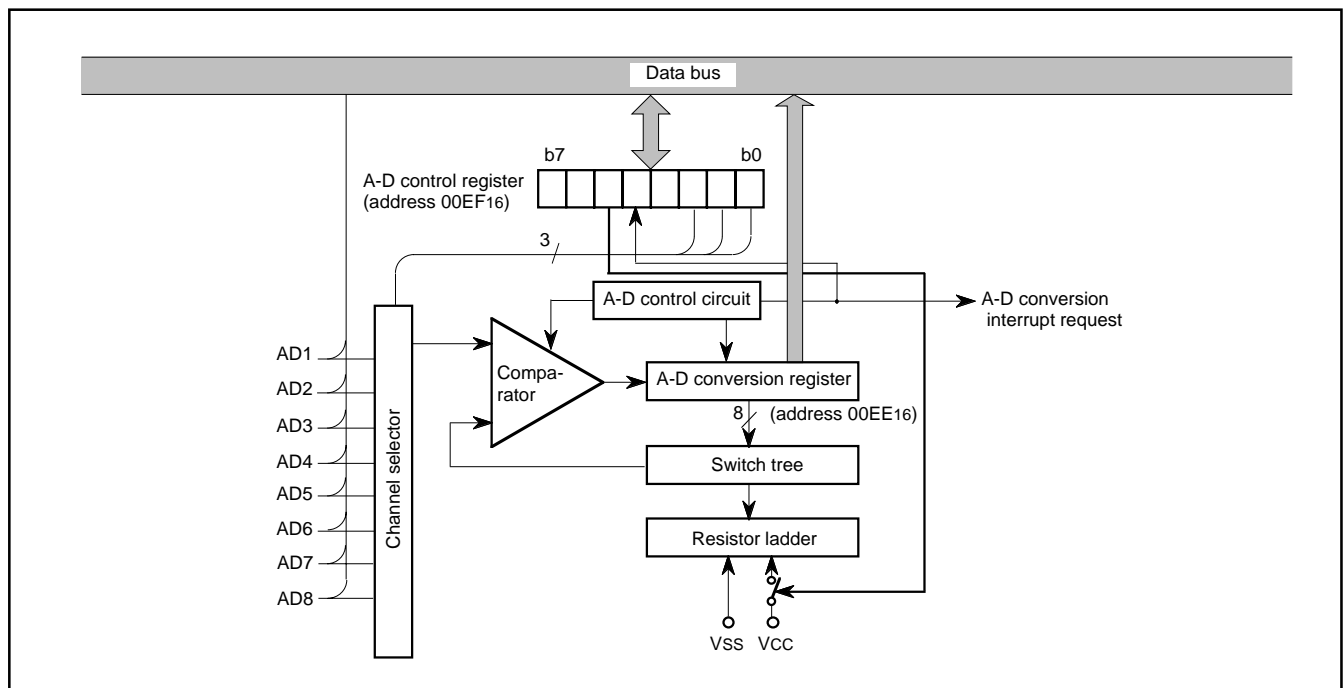 Data bus
b7
b0
A-D control register
(address 00EF16)
3
A-D control circuit
A-D conversion
interrupt request
AD1
AD2
AD3
AD4
AD5
AD6
AD7
AD8
Channel selector
Compa-
rator
A-D conversion register
8
(address 00EE16)
Switch tree
Resistor ladder
VSS
VCC